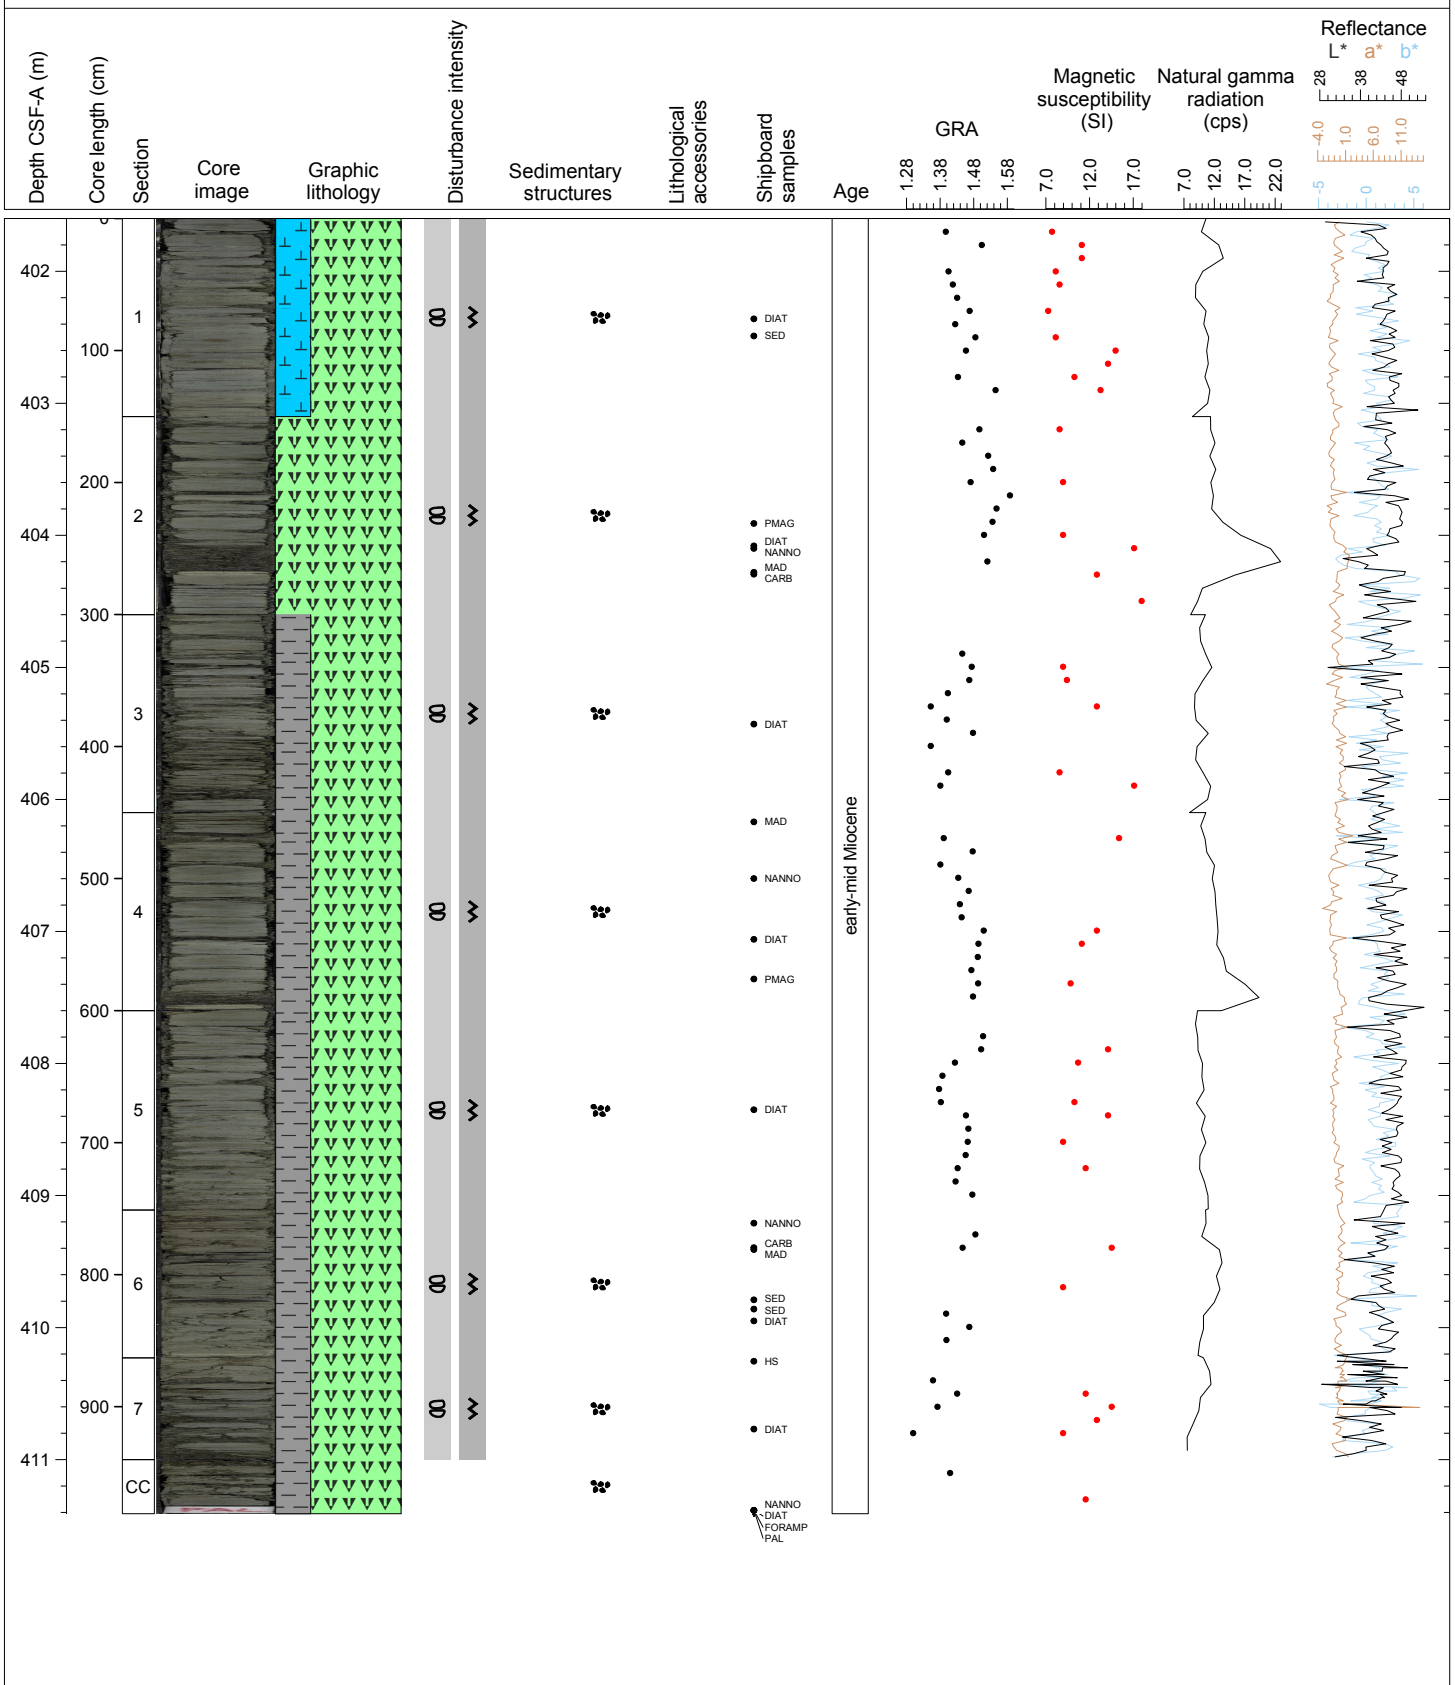 Depth CSF-A (m)
Core length (cm)
Section
Core
image
Graphic
lithology
Disturbance intensity
Sedimentary
structures
Lithological
accessories
Shipboard
samples
Age
GRA
1.28
1.38
1.48
1.58
Magnetic
susceptibility
(SI)
7.0
12.0
17.0
Natural gamma
radiation
(cps)
7.0
12.0
17.0
22.0
Reflectance
L* a* b*
28
38
48
-4.0
1.0
6.0
11.0
-5
0
5
402
403
404
405
406
407
408
409
410
411
0
100
200
300
400
500
600
700
800
900
1
2
3
4
5
6
7
CC
DIAT
SED
PMAG
DIAT
NANNO
MAD
CARB
DIAT
MAD
NANNO
DIAT
PMAG
DIAT
NANNO
CARB
MAD
SED
SED
DIAT
HS
DIAT
NANNO
DIAT
FORAMP
PAL
early-mid Miocene